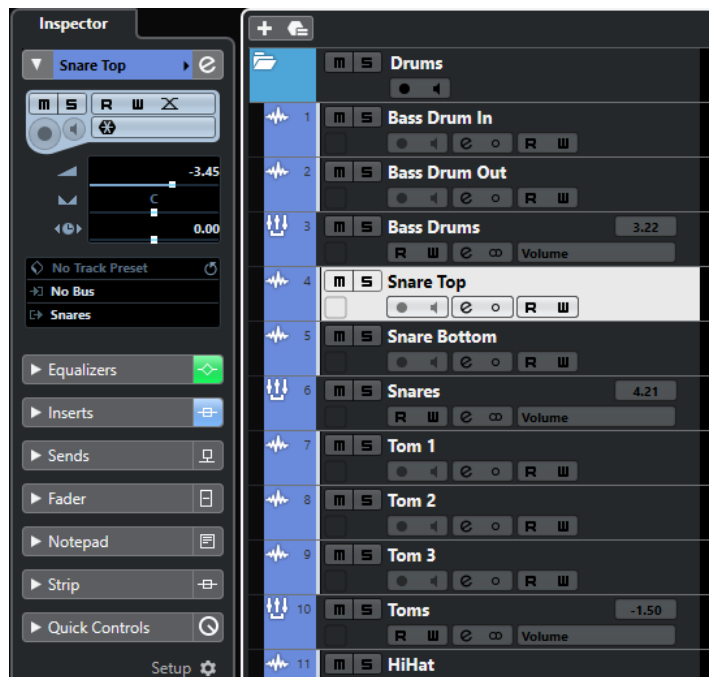 Inspector
Snare Top
m S R W
-3.45
C
0.00
No Track Preset
No Bus
Snares
Equalizers
Inserts
Sends
Fader
Notepad
Strip
Quick Controls
Setup
m S Drums
1 m S Bass Drum In
e R W
2 m S Bass Drum Out
e R W
3 m S Bass Drums 3.22
R W e Volume
4 m S Snare Top
e R W
5 m S Snare Bottom
e R W
6 m S Snares 4.21
R W e Volume
7 m S Tom 1
e R W
8 m S Tom 2
e R W
9 m S Tom 3
e R W
10 m S Toms -1.50
R W e Volume
11 m S HiHat